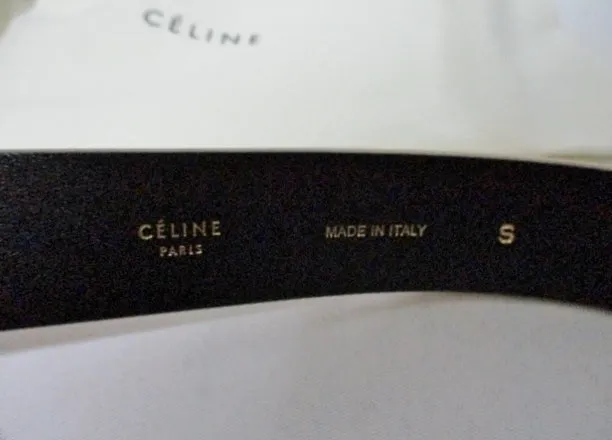 CÉLINE
CÉLINE
PARIS
MADE IN ITALY
S